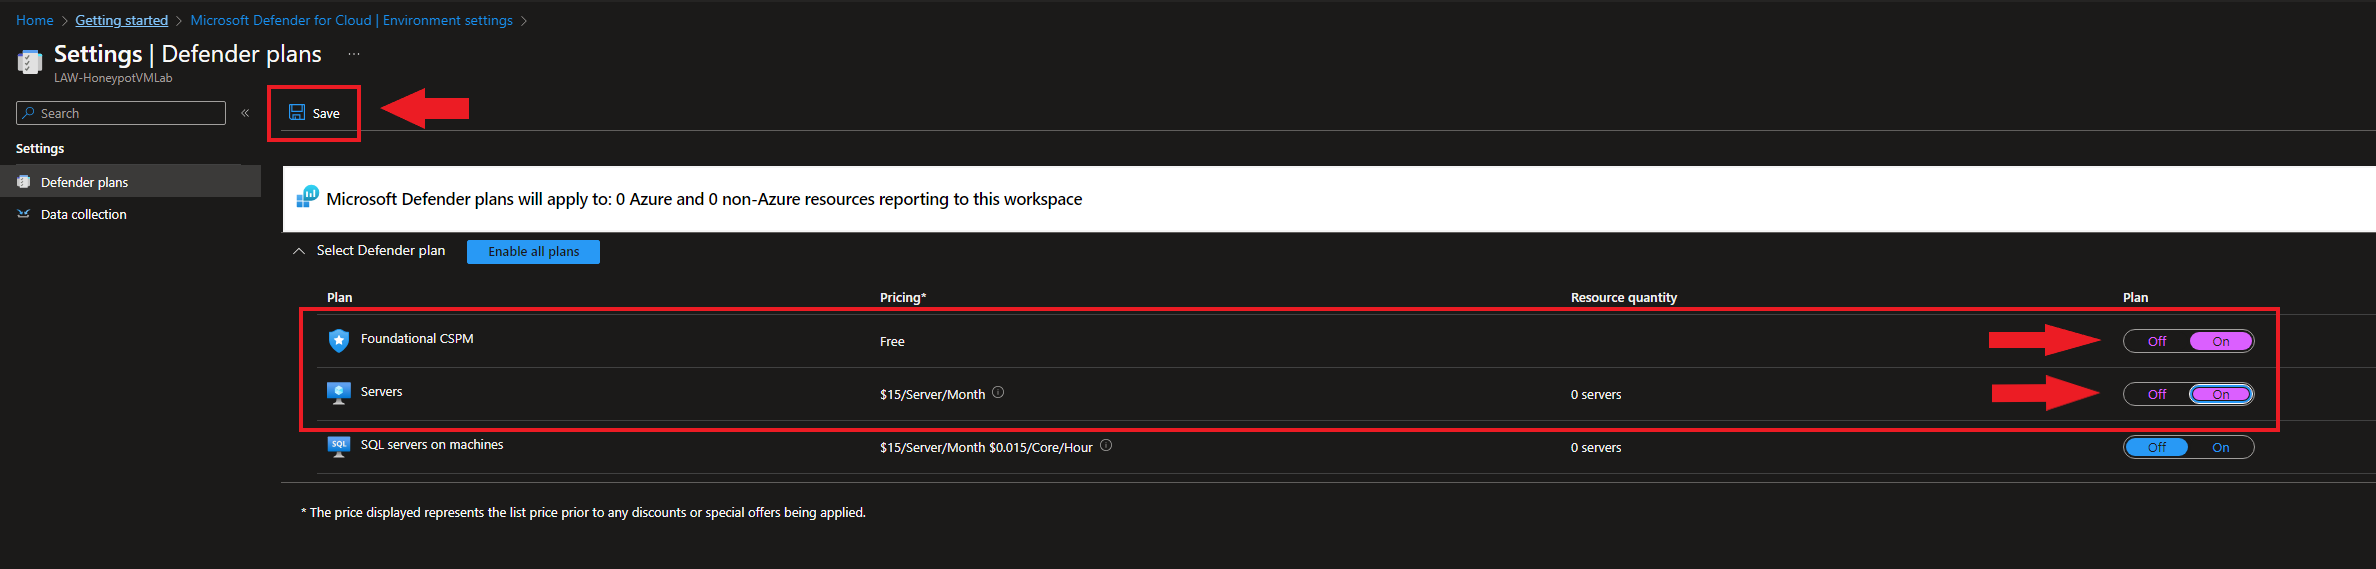 Home > Getting started > Microsoft Defender for Cloud | Environment settings >
Settings | Defender plans ...
LAW-HoneypotVMLab
Search «
Save
Settings
Defender plans
Data collection
Microsoft Defender plans will apply to: 0 Azure and 0 non-Azure resources reporting to this workspace
Select Defender plan Enable all plans
Plan Pricing* Resource quantity Plan
Foundational CSPM Free Off On
Servers $15/Server/Month 0 servers Off On
SQL SQL servers on machines $15/Server/Month $0.015/Core/Hour 0 servers Off On
* The price displayed represents the list price prior to any discounts or special offers being applied.